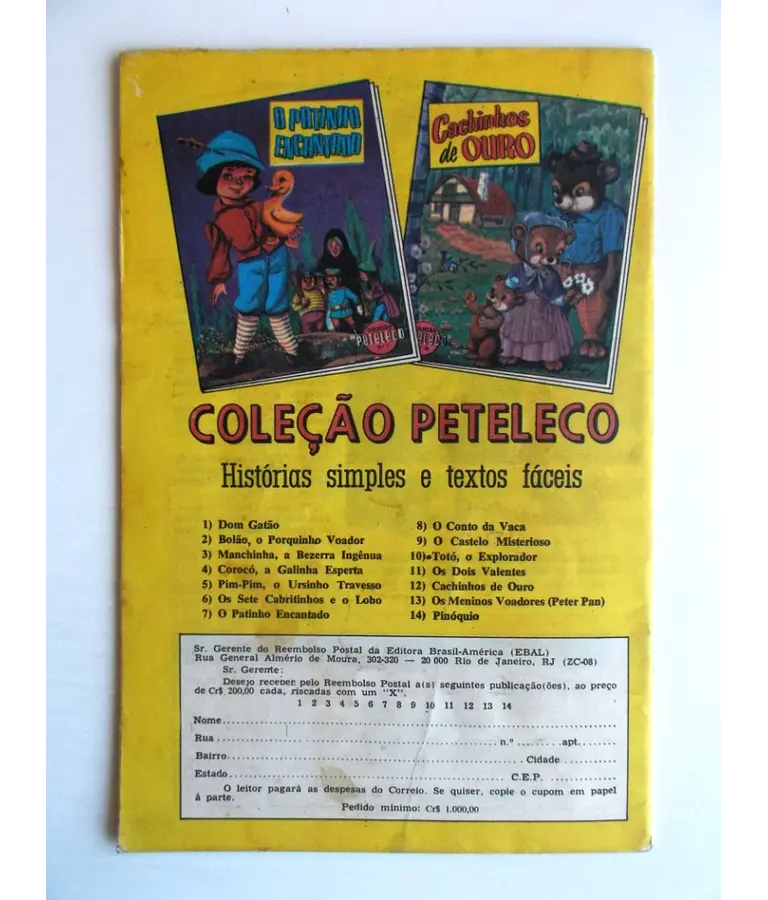 O PATINHO
ENCANTADO
Cachinhos
de OURO
COLEÇÃO
PETELECO
PETELECO
COLEÇÃO PETELECO
Histórias simples e textos fáceis
1) Dom Gatão
2) Bolão, o Porquinho Voador
3) Manchinha, a Bezerra Ingênua
4) Corocó, a Galinha Esperta
5) Pim-Pim, o Ursinho Travesso
6) Os Sete Cabritinhos e o Lobo
7) O Patinho Encantado
8) O Conto da Vaca
9) O Castelo Misterioso
10) Totó, o Explorador
11) Os Dois Valentes
12) Cachinhos de Ouro
13) Os Meninos Voadores (Peter Pan)
14) Pinóquio
Sr. Gerente do Reembolso Postal da Editora Brasil-América (EBAL)
Rua General Almério de Moura, 302-320 — 20 000 Rio de Janeiro, RJ (ZC-08)
Sr. Gerente:
Desejo receber pelo Reembolso Postal a(s) seguintes publicação(ões), ao preço
de Cr$ 200,00 cada, riscadas com um "X".
1 2 3 4 5 6 7 8 9 10 11 12 13 14
Nome
Rua n.º apt.
Bairro Cidade
Estado C.E.P.
O leitor pagará as despesas do Correio. Se quiser, copie o cupom em papel
à parte.
Pedido mínimo: Cr$ 1.000,00